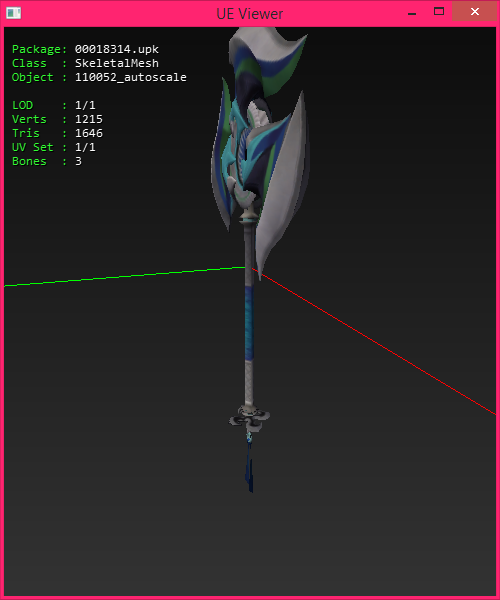 UE Viewer
Package: 00018314.upk
Class : SkeletalMesh
Object : 110052_autoscale
LOD : 1/1
Verts : 1215
Tris : 1646
UV Set : 1/1
Bones : 3